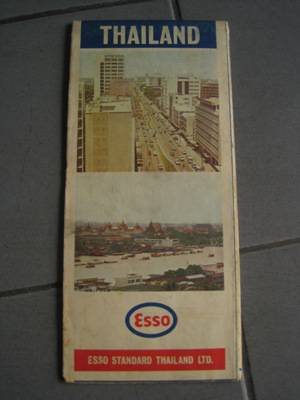 THAILAND
Esso
ESSO STANDARD THAILAND LTD.